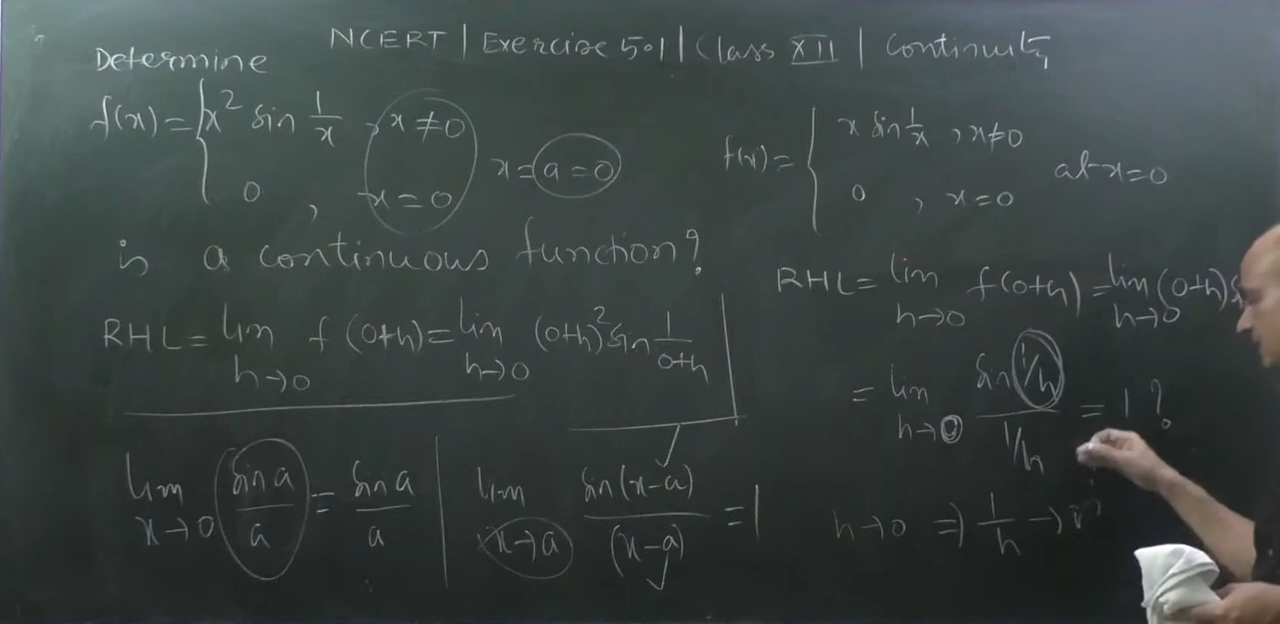 NCERT | Exercise 5.1 | Class XII | Continuity
Determine
f(x) = { x² sin 1/x , x ≠ 0
0 , x = 0
x = a = 0
is a continuous function?
RHL = lim h→0 f(0+h) = lim h→0 (0+h)² sin 1/0+h
lim x→0 sin a / a = sin a / a
lim x→a sin(x-a) / (x-a) = 1
f(x) = { x sin 1/x , x ≠ 0
0 , x = 0
at x = 0
RHL = lim h→0 f(0+h) = lim h→0 (0+h)
= lim h→0 sin 1/h / 1/h = 1 ?
h→0 ⇒ 1/h →